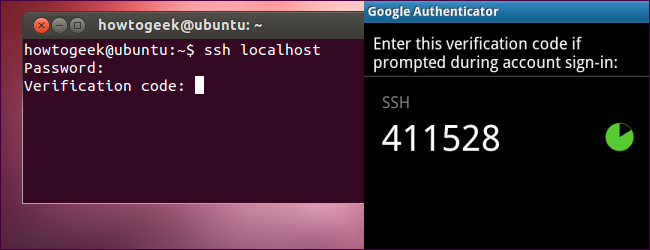 howtogeek@ubuntu: ~
howtogeek@ubuntu:~$ ssh localhost
Password:
Verification code:
Google Authenticator
Enter this verification code if
prompted during account sign-in:
SSH
411528